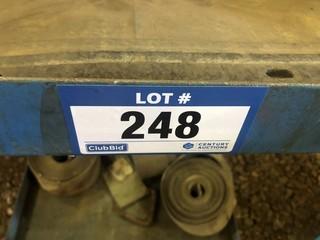 LOT #
248
ClubBid
CENTURY
AUCTIONS